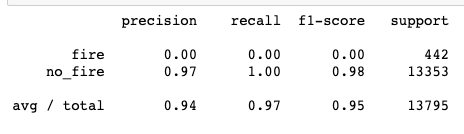 precision recall f1-score support
fire 0.00 0.00 0.00 442
no_fire 0.97 1.00 0.98 13353
avg / total 0.94 0.97 0.95 13795